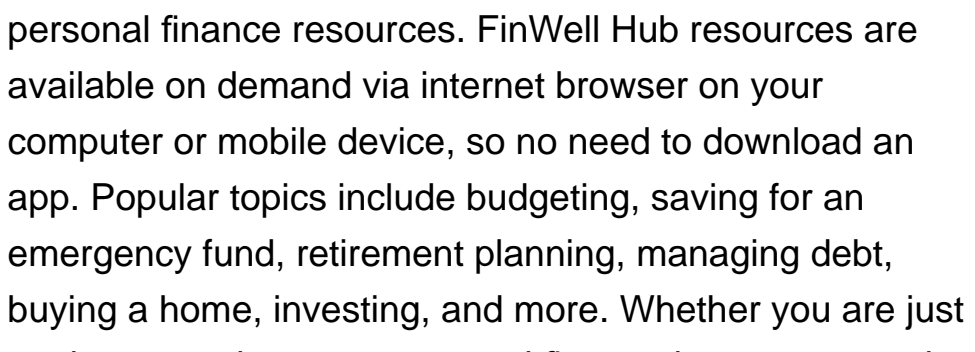 personal finance resources. FinWell Hub resources are
available on demand via internet browser on your
computer or mobile device, so no need to download an
app. Popular topics include budgeting, saving for an
emergency fund, retirement planning, managing debt,
buying a home, investing, and more. Whether you are just